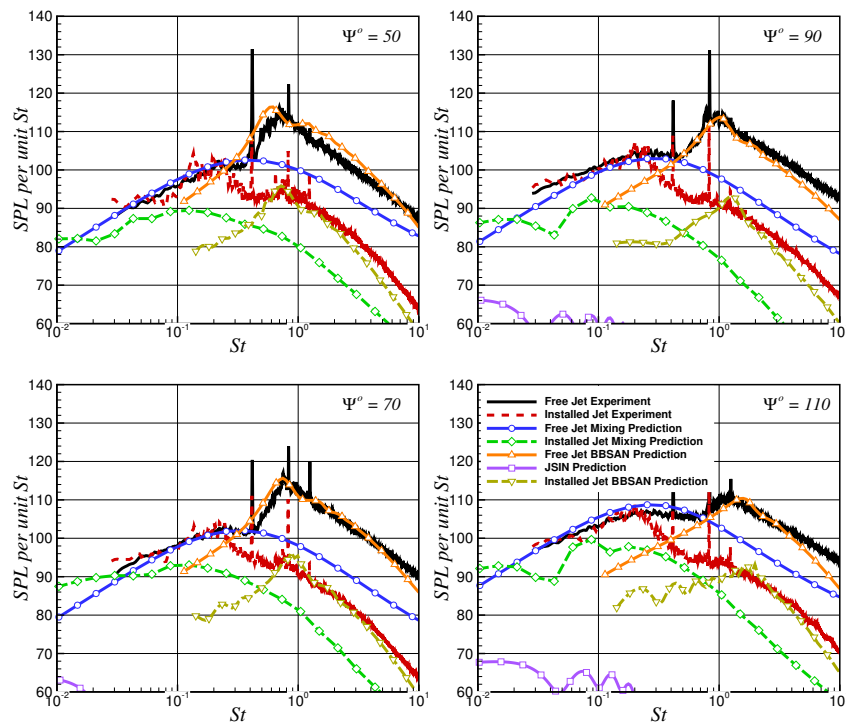 140
130
120
110
100
90
80
70
60
SPL per unit St
Ψ° = 50
10⁻² 10⁻¹ 10⁰ 10¹
St
140
130
120
110
100
90
80
70
60
SPL per unit St
Ψ° = 90
10⁻² 10⁻¹ 10⁰ 10
St
140
130
120
110
100
90
80
70
60
SPL per unit St
Ψ° = 70
10⁻² 10⁻¹ 10⁰ 10¹
St
140
130
120
110
100
90
80
70
60
SPL per unit St
Ψ° = 110
Free Jet Experiment
Installed Jet Experiment
Free Jet Mixing Prediction
Installed Jet Mixing Prediction
Free Jet BBSAN Prediction
JSIN Prediction
Installed Jet BBSAN Prediction
10⁻² 10⁻¹ 10⁰ 10
St